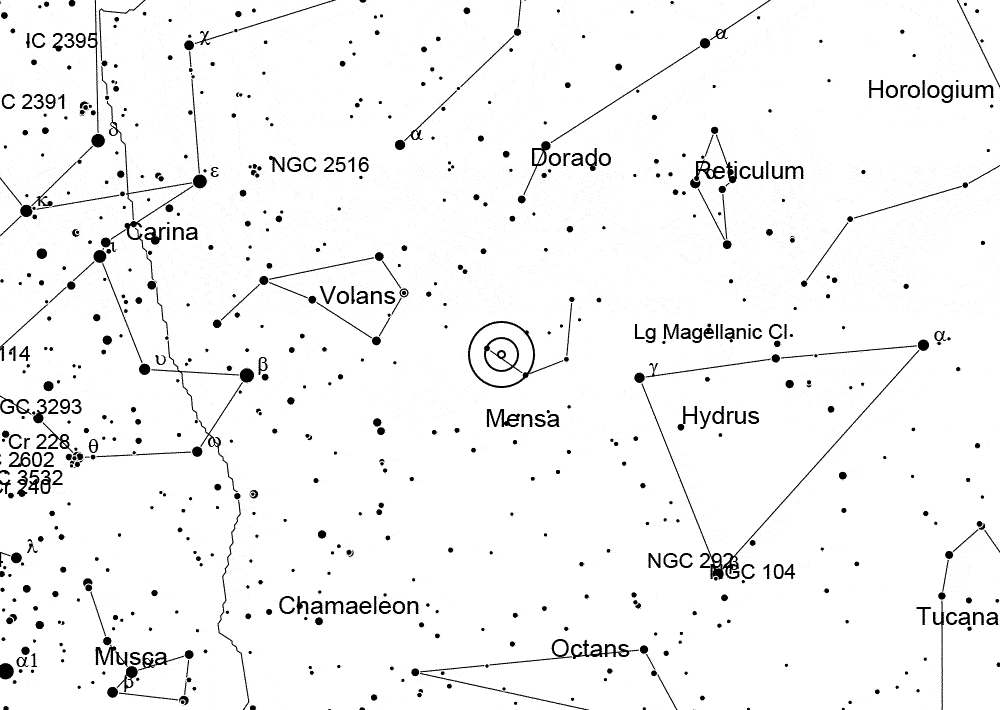 IC 2395
χ
α
Horologium
C 2391
δ
α
NGC 2516
Dorado
Reticulum
α
ε
κ
Carina
ι
Volans
114
υ
β
Lg Magellanic Cl
α
γ
GC 3293
Mensa
Hydrus
Cr 228
ω
θ
C 2602
C 3532
Cr 240
λ
NGC 292
β
NGC 104
Chamaeleon
Tucana
Octans
Musca
α
α1
β